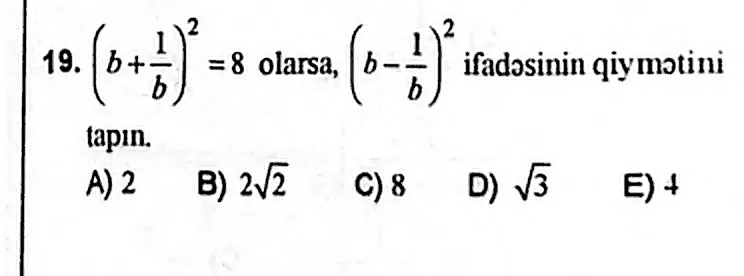 19. (b + 1/b)² = 8 olarsa, (b − 1/b)² ifadəsinin qiymətini
tapın.
A) 2 B) 2√2 C) 8 D) √3 E) 4